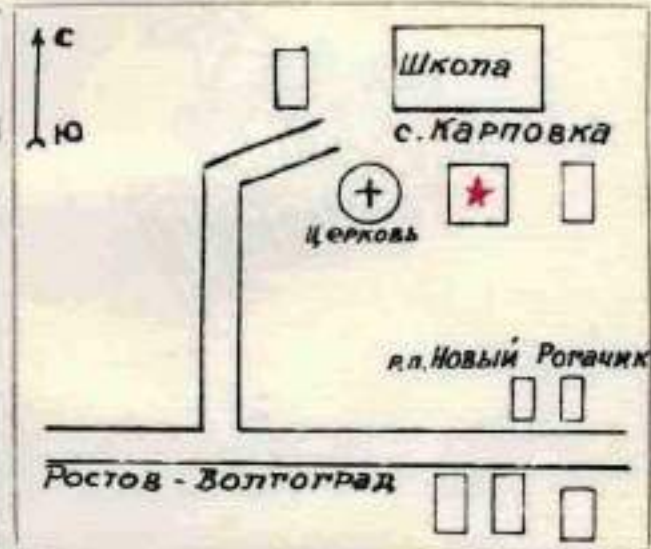 С
Ю
Школа
с. Карповка
Церковь
р.п. Новый Рогачик
Ростов - Волгоград